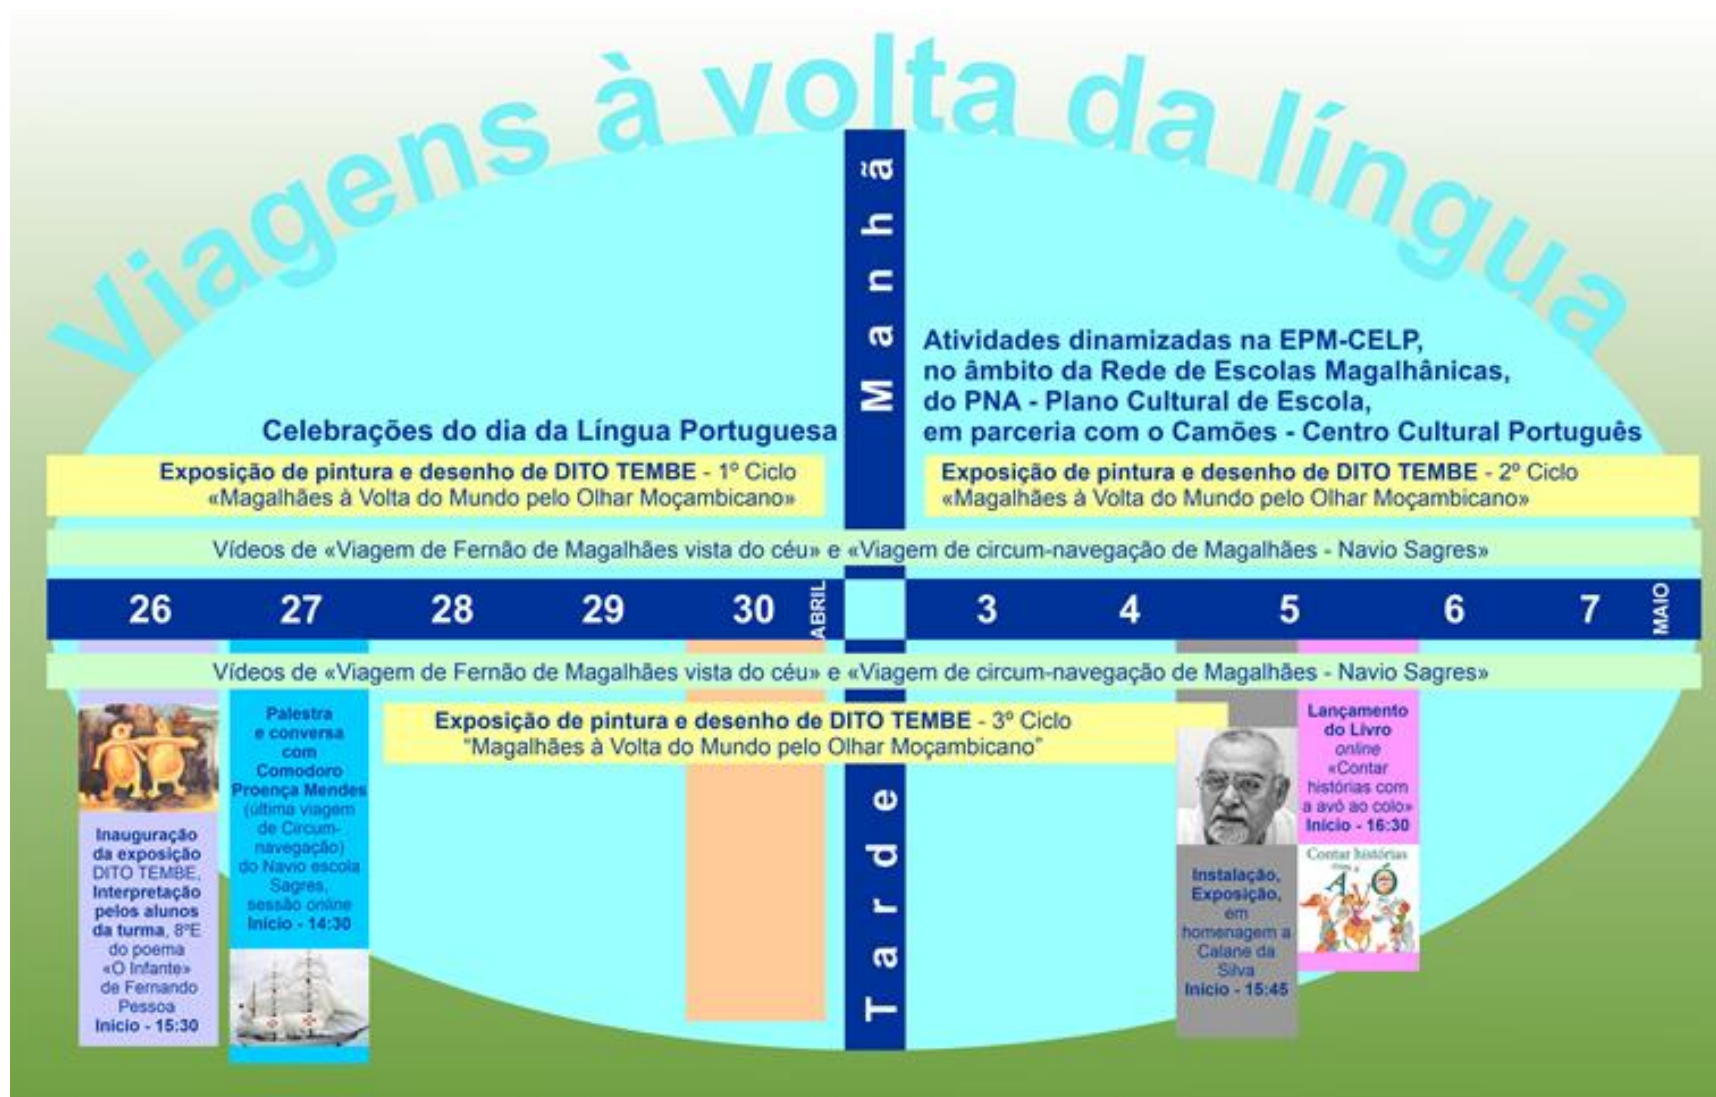 Viagens à volta da língua
Manhã
Celebrações do dia da Língua Portuguesa
Atividades dinamizadas na EPM-CELP,
no âmbito da Rede de Escolas Magalhânicas,
do PNA - Plano Cultural de Escola,
em parceria com o Camões - Centro Cultural Português
Exposição de pintura e desenho de DITO TEMBE - 1º Ciclo
«Magalhães à Volta do Mundo pelo Olhar Moçambicano»
Exposição de pintura e desenho de DITO TEMBE - 2º Ciclo
«Magalhães à Volta do Mundo pelo Olhar Moçambicano»
Vídeos de «Viagem de Fernão de Magalhães vista do céu» e «Viagem de circum-navegação de Magalhães - Navio Sagres»
26 27 28 29 30 ABRIL 3 4 5 6 7 MAIO
Vídeos de «Viagem de Fernão de Magalhães vista do céu» e «Viagem de circum-navegação de Magalhães - Navio Sagres»
Exposição de pintura e desenho de DITO TEMBE - 3º Ciclo
"Magalhães à Volta do Mundo pelo Olhar Moçambicano"
Tarde
Inauguração
da exposição
DITO TEMBE,
Interpretação
pelos alunos
da turma, 8ºE
do poema
«O Infante»
de Fernando
Pessoa
Início - 15:30
Palestra
e conversa
com
Comodoro
Proença Mendes
(última viagem
de Circum-
navegação)
do Navio escola
Sagres,
sessão online
Início - 14:30
Instalação,
Exposição,
em
homenagem a
Calane da
Silva
Início - 15:45
Lançamento
do Livro
online
«Contar
histórias com
a avó ao colo»
Início - 16:30
Contar histórias
com a
A Ó